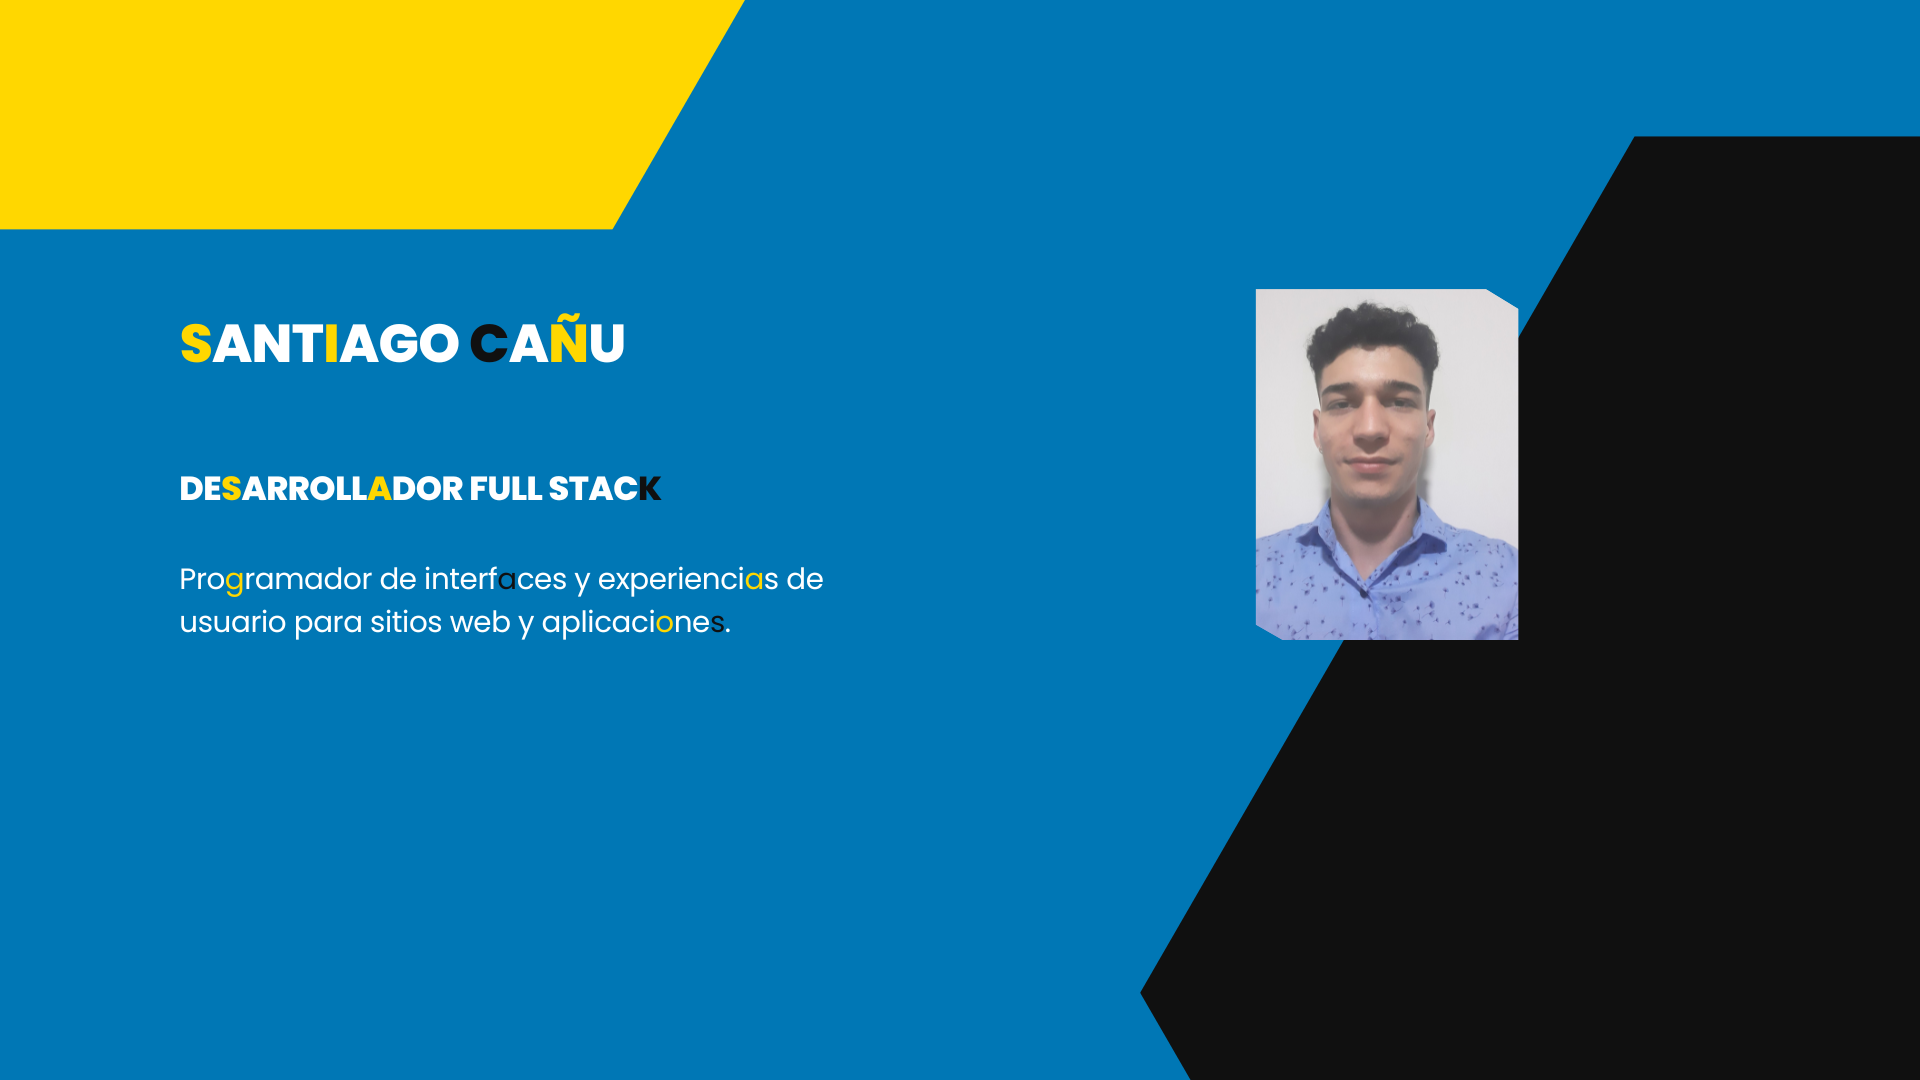 SANTIAGO CAÑU
DESARROLLADOR FULL STACK
Programador de interfaces y experiencias de
usuario para sitios web y aplicaciones.